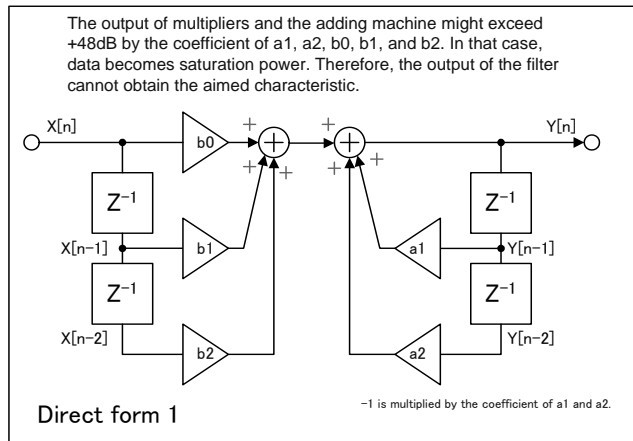 The output of multipliers and the adding machine might exceed
+48dB by the coefficient of a1, a2, b0, b1, and b2. In that case,
data becomes saturation power. Therefore, the output of the filter
cannot obtain the aimed characteristic.
X[n]
Y[n]
b0
+
+
+
+
+
+
+
+
Z⁻¹
Z⁻¹
X[n-1]
b1
a1
Y[n-1]
Z⁻¹
Z⁻¹
X[n-2]
b2
a2
Y[n-2]
Direct form 1
-1 is multiplied by the coefficient of a1 and a2.